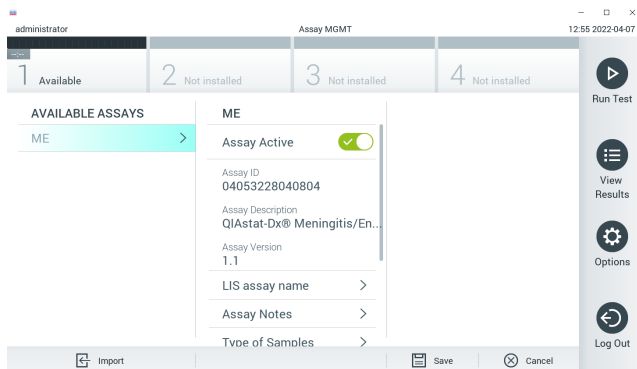 administrator
Assay MGMT
12:55 2022-04-07
--:--
1 Available
2 Not installed
3 Not installed
4 Not installed
Run Test
AVAILABLE ASSAYS
ME
ME
Assay Active
Assay ID
04053228040804
Assay Description
QIAstat-Dx® Meningitis/En...
Assay Version
1.1
LIS assay name
Assay Notes
Type of Samples
View
Results
Options
Log Out
Import
Save
Cancel